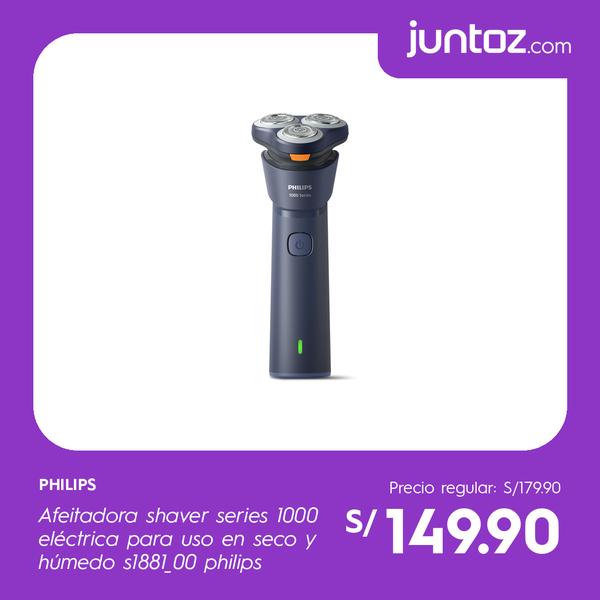 juntoz.com
PHILIPS
1000 Series
PHILIPS
Afeitadora shaver series 1000
eléctrica para uso en seco y
húmedo s1881_00 philips
Precio regular: S/179.90
S/149.90